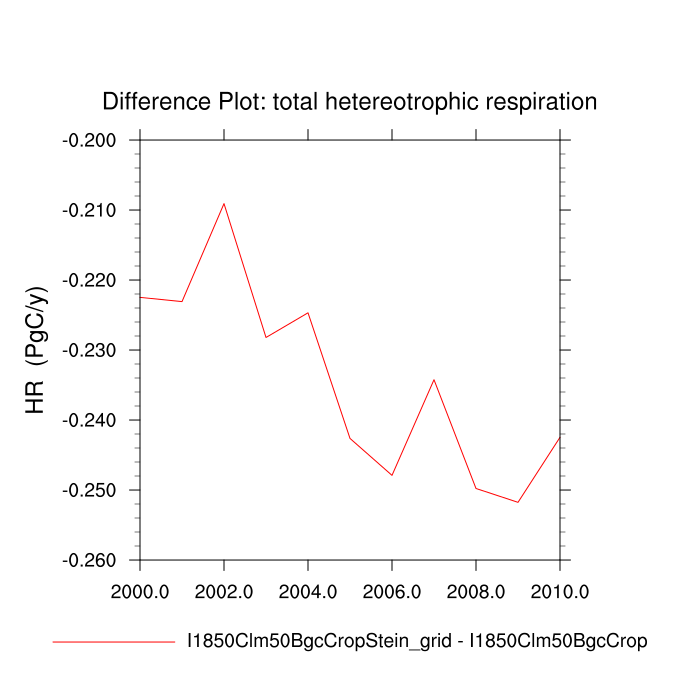 Difference Plot: total hetereotrophic respiration
-0.200
-0.210
-0.220
-0.230
-0.240
-0.250
-0.260
HR  (PgC/y)
2000.0 2002.0 2004.0 2006.0 2008.0 2010.0
I1850Clm50BgcCropStein_grid - I1850Clm50BgcCrop